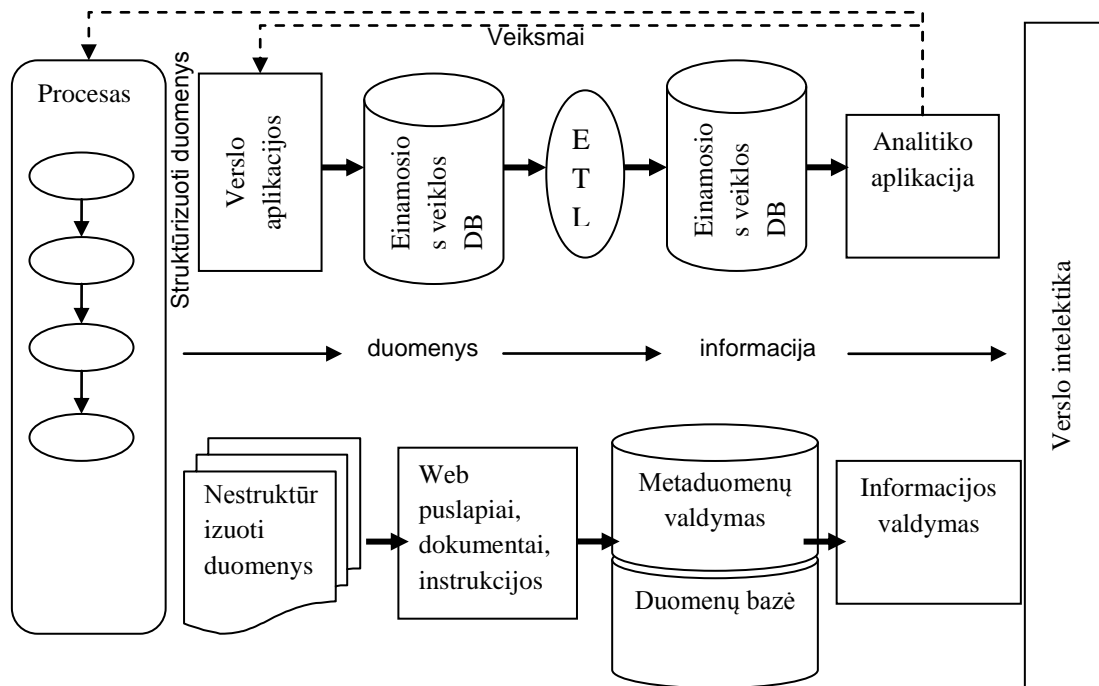 Veiksmai
Procesas
Struktūrizuoti duomenys
Verslo
aplikacijos
Einamosio
s veiklos
DB
E
T
L
Einamosio
s veiklos
DB
Analitiko
aplikacija
duomenys
informacija
Verslo intelektika
Nestruktūr
izuoti
duomenys
Web
puslapiai,
dokumentai,
instrukcijos
Metaduomenų
valdymas
Duomenų bazė
Informacijos
valdymas